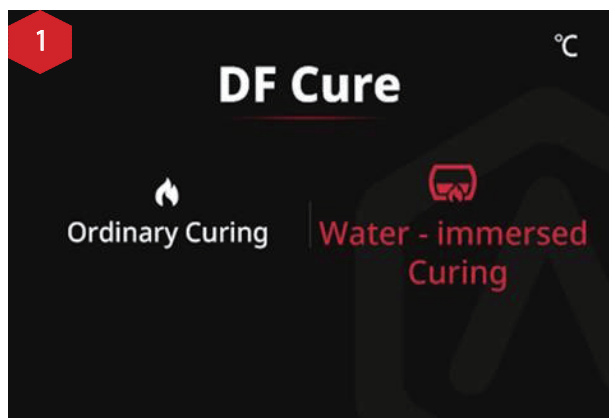 1
℃
DF Cure
Ordinary Curing
Water - immersed
Curing